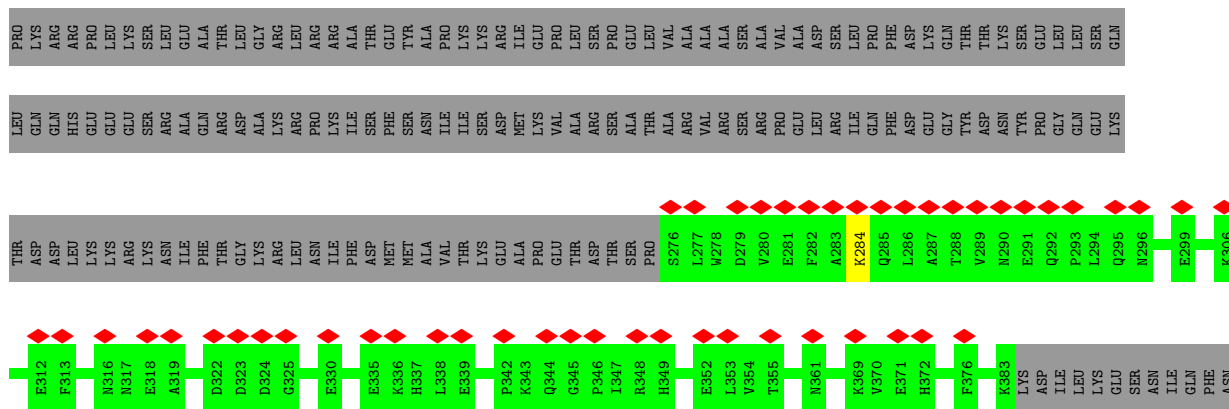 PRO LYS ARG ARG PRO LEU LYS SER LEU GLU ALA THR LEU GLY ARG LEU ARG ARG ALA THR GLU TYR ALA PRO LYS LYS ARG ILE GLU PRO LEU SER PRO GLU LEU VAL ALA ALA ALA SER ALA VAL ALA ASP SER LEU PRO PHE ASP LYS GLN THR THR LYS SER GLU LEU LEU SER GLN
LEU GLN GLN HIS GLU GLU GLU SER ARG ALA GLN ARG ASP ALA LYS ARG PRO LYS ILE SER PHE SER ASN ILE ILE SER ASP MET LYS VAL ALA ARG SER ALA THR ALA ARG VAL ARG SER ARG PRO GLU LEU ARG ILE GLN PHE ASP GLU GLY TYR ASP ASN TYR PRO GLY GLN GLU LYS
THR ASP ASP LEU LYS LYS ARG LYS ASN ILE PHE THR GLY LYS ARG LEU ASN ILE PHE ASP MET MET ALA VAL THR LYS GLU ALA PRO GLU THR ASP THR SER PRO S276 L277 W278 D279 V280 E281 F282 A283 K284 Q285 L286 A287 T288 V289 N290 E291 Q292 P293 L294 Q295 N296 E299 K306
E312 F313 N316 N317 E318 A319 D322 D323 D324 G325 E330 E335 K336 H337 L338 E339 P342 K343 Q344 G345 P346 I347 R348 H349 E352 L353 V354 T355 N361 K369 V370 E371 H372 F376 K383 LYS ASP ILE LEU LYS GLU SER ASN ILE GLN PHE ASN